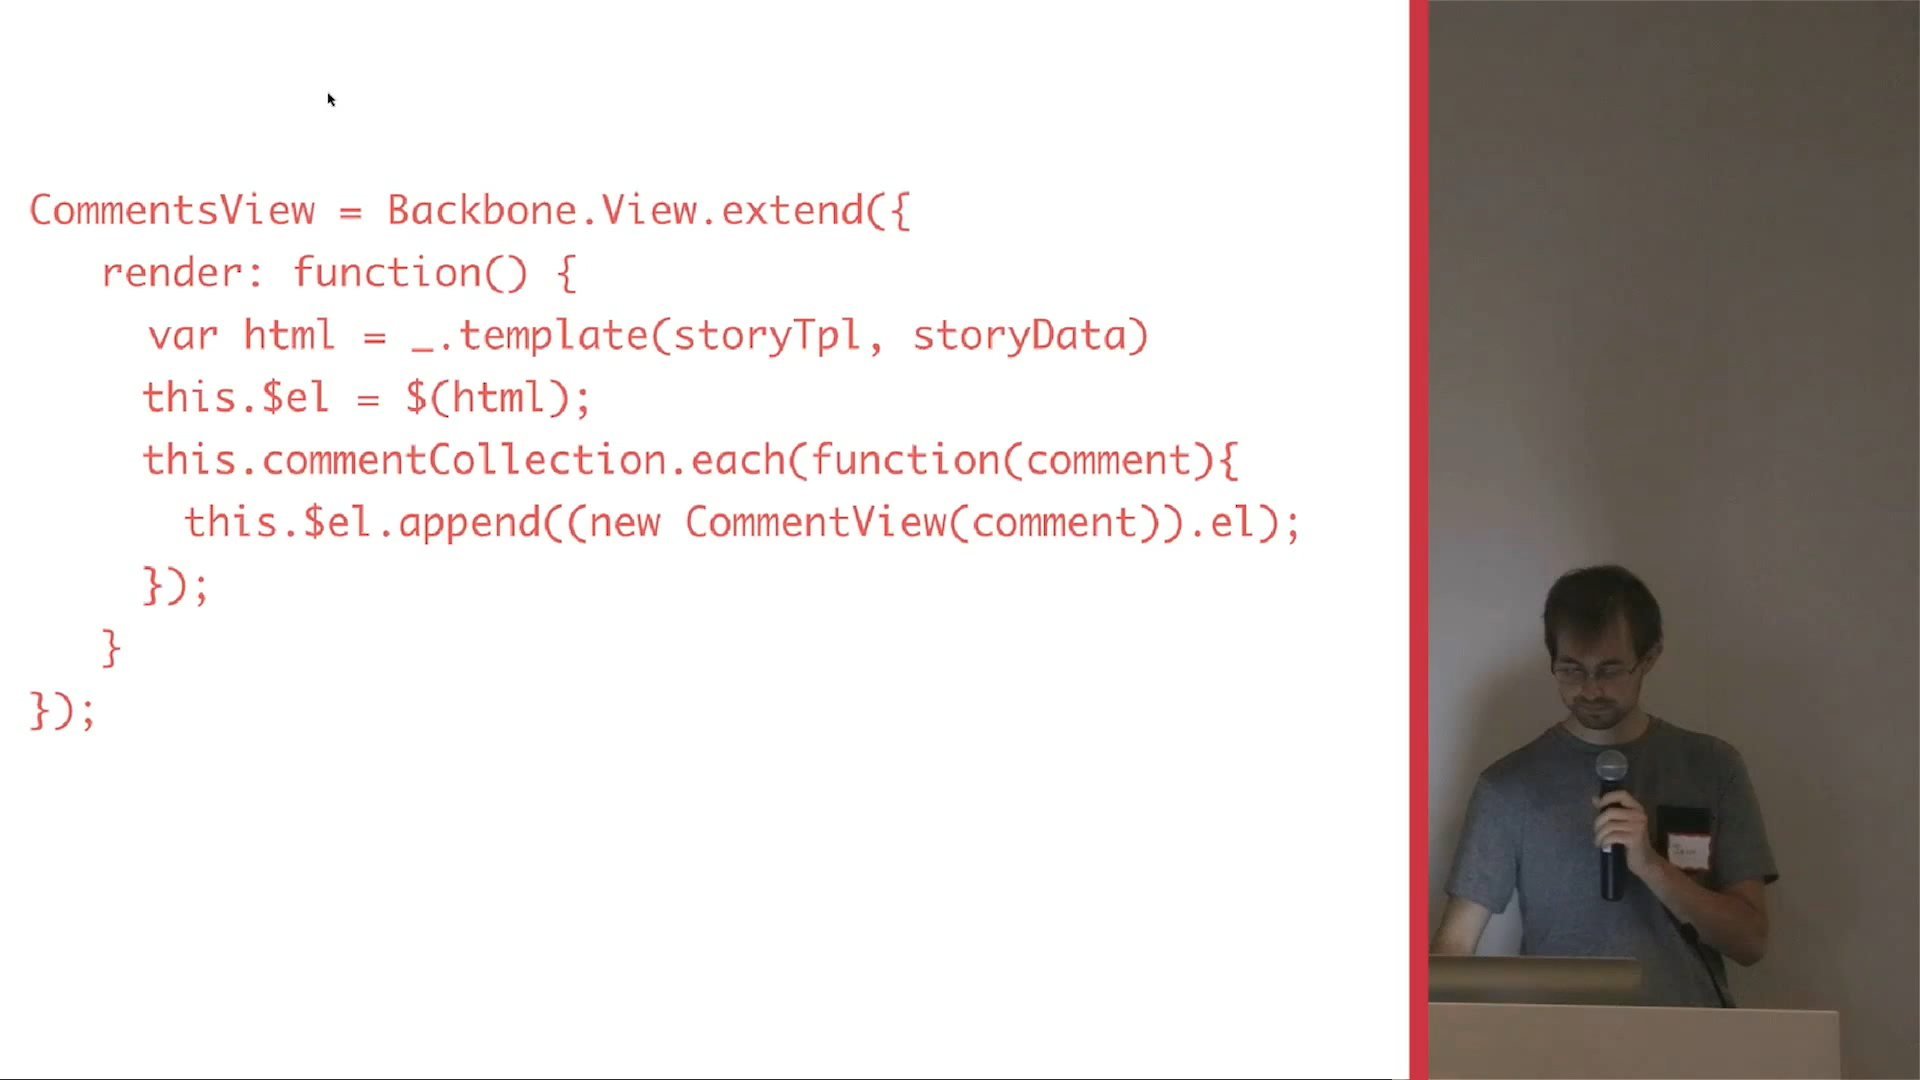 CommentsView = Backbone.View.extend({
render: function() {
var html = _.template(storyTpl, storyData)
this.$el = $(html);
this.commentCollection.each(function(comment){
this.$el.append((new CommentView(comment)).el);
});
}
});